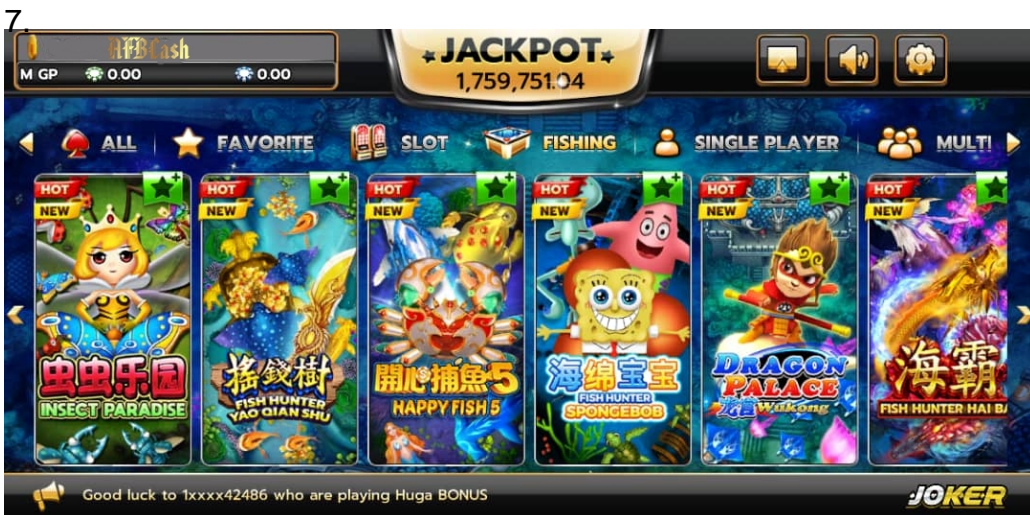 7.
AFBCash
JACKPOT
1,759,751.04
M GP 0.00 0.00
ALL FAVORITE SLOT FISHING SINGLE PLAYER MULTI
HOT HOT HOT HOT HOT HOT
NEW NEW NEW NEW NEW NEW
虫虫乐园
INSECT PARADISE
搖錢樹
FISH HUNTER
YAO QIAN SHU
開心捕魚5
HAPPY FISH 5
海绵宝宝
FISH HUNTER
SPONGEBOB
DRAGON
PALACE
龙宫 Wukong
海霸
FISH HUNTER HAI BA
Good luck to 1xxxx42486 who are playing Huga BONUS
JOKER